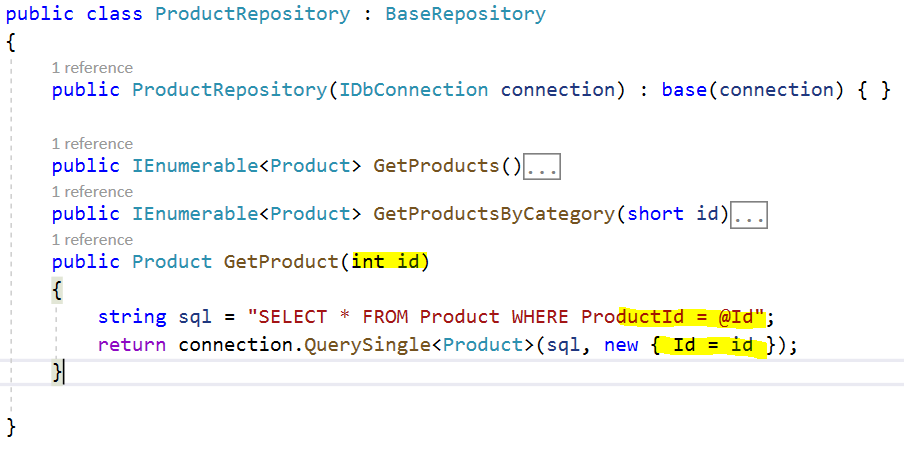 public class ProductRepository : BaseRepository
{
1 reference
public ProductRepository(IDbConnection connection) : base(connection) { }
1 reference
public IEnumerable<Product> GetProducts()...
1 reference
public IEnumerable<Product> GetProductsByCategory(short id)...
1 reference
public Product GetProduct(int id)
{
string sql = "SELECT * FROM Product WHERE ProductId = @Id";
return connection.QuerySingle<Product>(sql, new { Id = id });
}
}